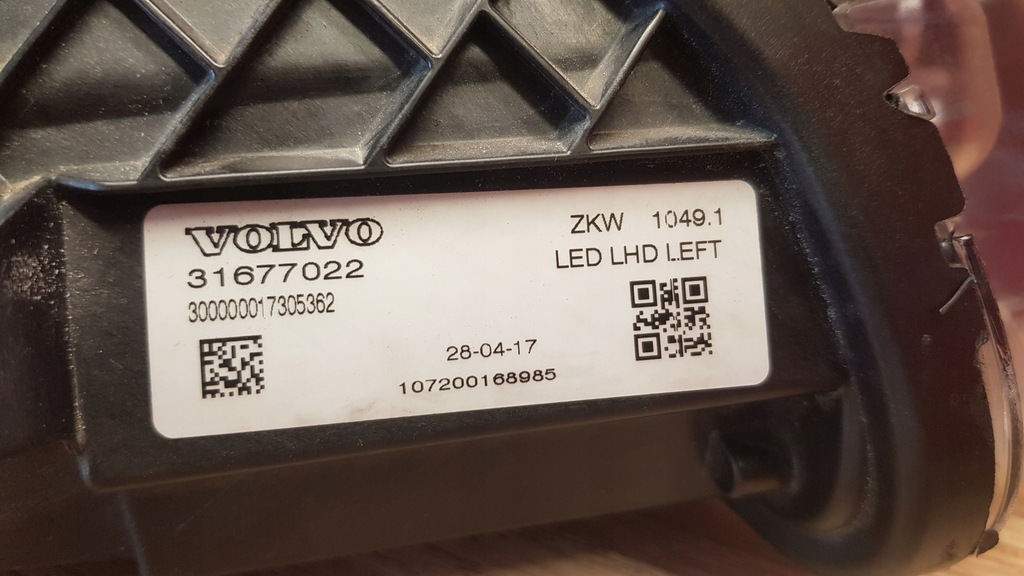 VOLVO
31677022
300000017305362
ZKW 1049.1
LED LHD LEFT
28-04-17
107200168985